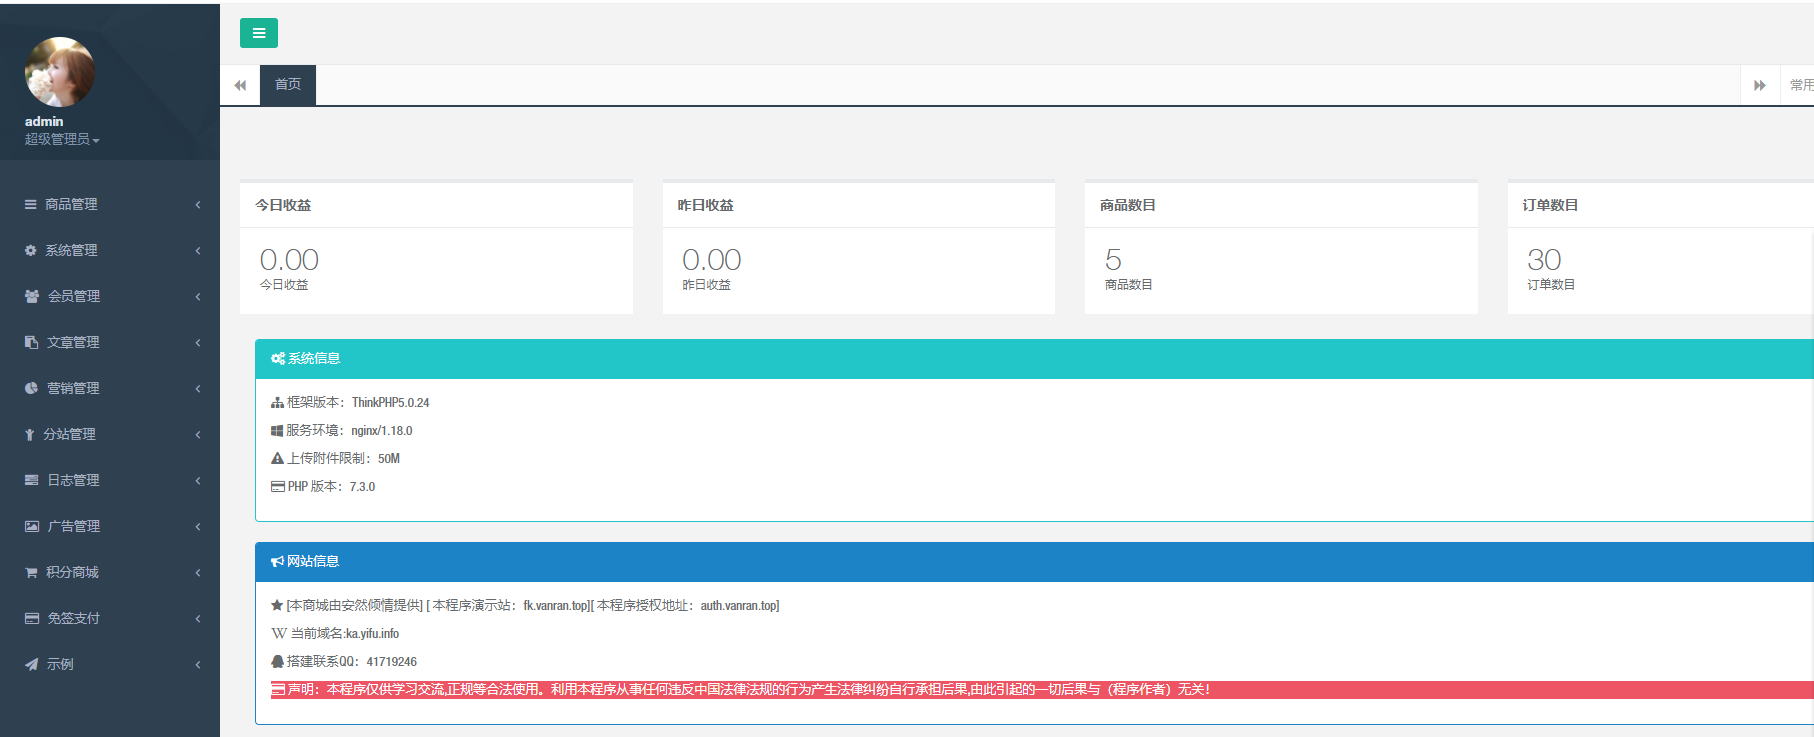 admin
超级管理员
商品管理
系统管理
会员管理
文章管理
营销管理
分站管理
日志管理
广告管理
积分商城
免签支付
示例
首页
常用
今日收益
0.00
今日收益
昨日收益
0.00
昨日收益
商品数目
5
商品数目
订单数目
30
订单数目
系统信息
框架版本：ThinkPHP5.0.24
服务环境：nginx/1.18.0
上传附件限制：50M
PHP 版本：7.3.0
网站信息
[本商城由安然倾情提供] [ 本程序演示站：fk.vanran.top][ 本程序授权地址：auth.vanran.top]
当前域名:ka.yifu.info
搭建联系QQ：41719246
声明：本程序仅供学习交流,正规等合法使用。利用本程序从事任何违反中国法律法规的行为产生法律纠纷自行承担后果,由此引起的一切后果与（程序作者）无关！